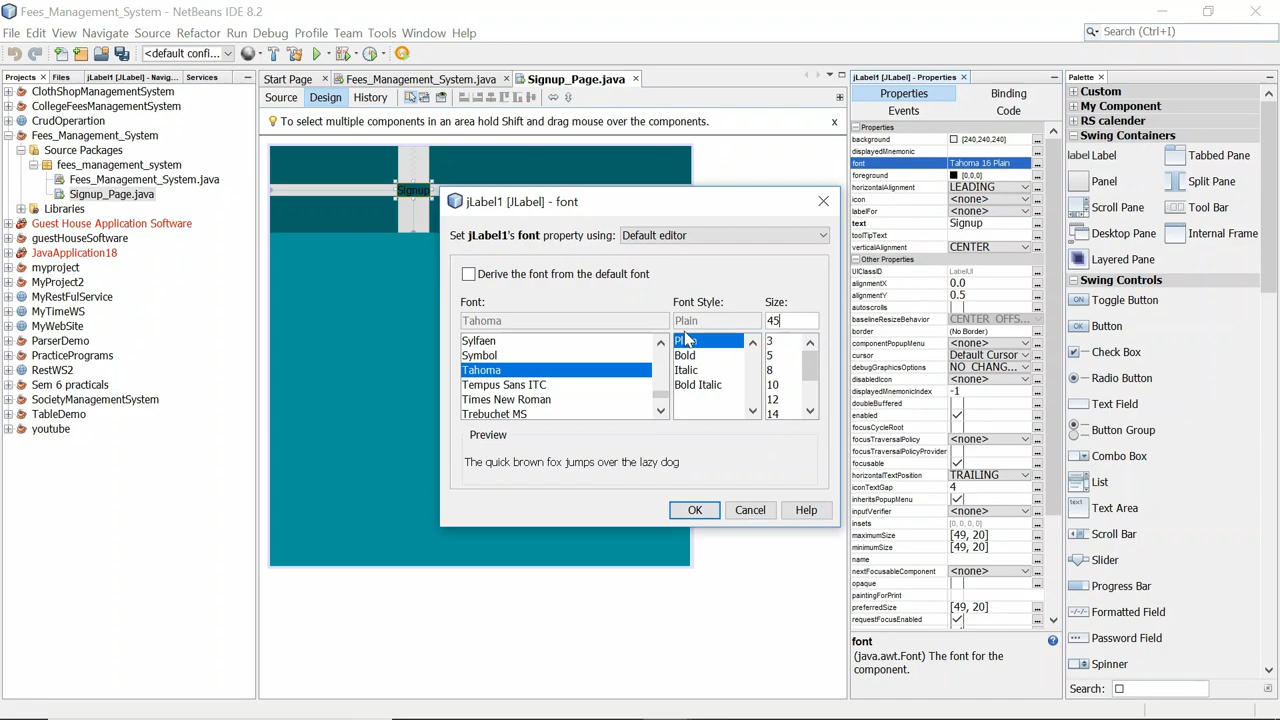 Fees_Management_System - NetBeans IDE 8.2
File Edit View Navigate Source Refactor Run Debug Profile Team Tools Window Help
Search (Ctrl+I)
<default confi...
Projects Files jLabel1 [JLabel] - Navig... Services
ClothShopManagementSystem
CollegeFeesManagementSystem
CrudOperartion
Fees_Management_System
Source Packages
fees_management_system
Fees_Management_System.java
Signup_Page.java
Libraries
Guest House Application Software
guestHouseSoftware
JavaApplication18
myproject
MyProject2
MyRestFulService
MyTimeWS
MyWebSite
ParserDemo
PracticePrograms
RestWS2
Sem 6 practicals
SocietyManagementSystem
TableDemo
youtube
Start Page Fees_Management_System.java Signup_Page.java
Source Design History
To select multiple components in an area hold Shift and drag mouse over the components.
Signup
jLabel1 [JLabel] - font
Set jLabel1's font property using: Default editor
Derive the font from the default font
Font: Font Style: Size:
Tahoma Plain 45
Sylfaen 3
Symbol Bold 5
Tahoma Italic 8
Tempus Sans ITC Bold Italic 10
Times New Roman 12
Trebuchet MS 14
Preview
The quick brown fox jumps over the lazy dog
OK Cancel Help
jLabel1 [JLabel] - Properties
Properties Binding
Events Code
Properties
background [240,240,240]
displayedMnemonic
font Tahoma 16 Plain
foreground [0,0,0]
horizontalAlignment LEADING
icon <none>
labelFor <none>
text Signup
toolTipText
verticalAlignment CENTER
Other Properties
UIClassID LabelUI
alignmentX 0.0
alignmentY 0.5
autoscrolls
baselineResizeBehavior CENTER_OFFS...
border (No Border)
componentPopupMenu <none>
cursor Default Cursor
debugGraphicsOptions NO_CHANG...
disabledIcon <none>
displayedMnemonicIndex -1
doubleBuffered
enabled
focusCycleRoot
focusTraversalPolicy <none>
focusTraversalPolicyProvider
focusable
horizontalTextPosition TRAILING
iconTextGap 4
inheritsPopupMenu
inputVerifier <none>
insets [0, 0, 0, 0]
maximumSize [49, 20]
minimumSize [49, 20]
name
nextFocusableComponent <none>
opaque
paintingForPrint
preferredSize [49, 20]
requestFocusEnabled
font
(java.awt.Font) The font for the
component.
Palette
Custom
My Component
RS calender
Swing Containers
label Label Tabbed Pane
Panel Split Pane
Scroll Pane Tool Bar
Desktop Pane Internal Frame
Layered Pane
Swing Controls
ON Toggle Button
OK Button
Check Box
Radio Button
Text Field
Button Group
Combo Box
List
text Text Area
Scroll Bar
Slider
Progress Bar
Formatted Field
Password Field
Spinner
Search: